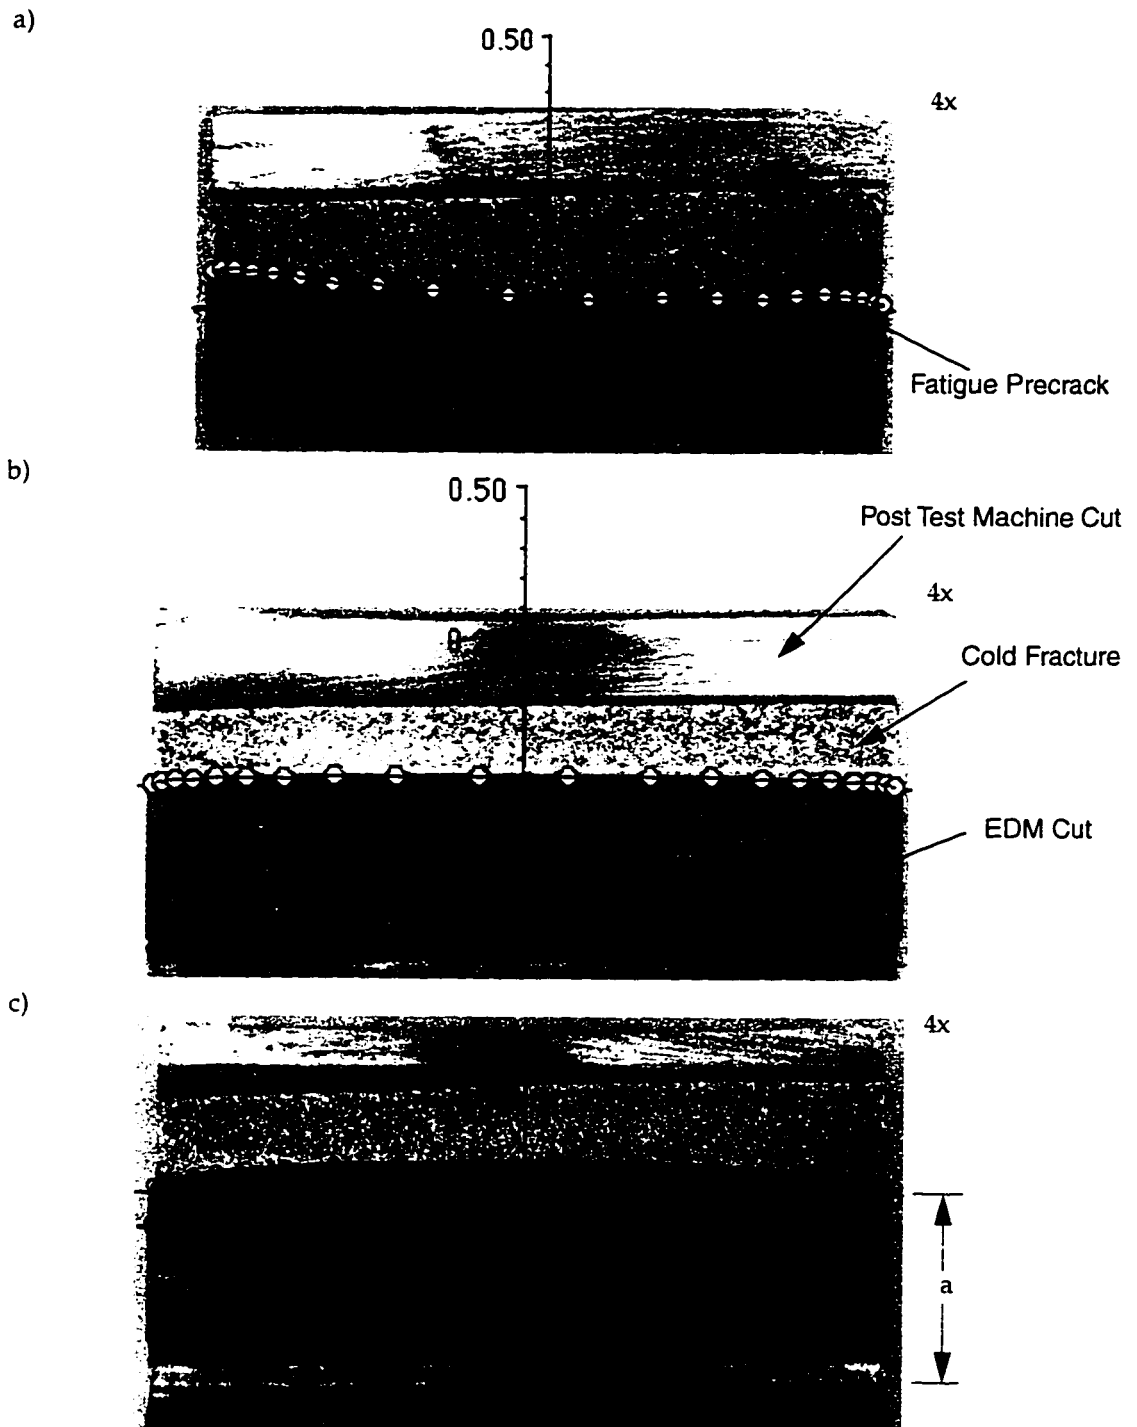 a)
0.50
4x
Fatigue Precrack
b)
0.50
Post Test Machine Cut
4x
Cold Fracture
EDM Cut
c)
4x
a